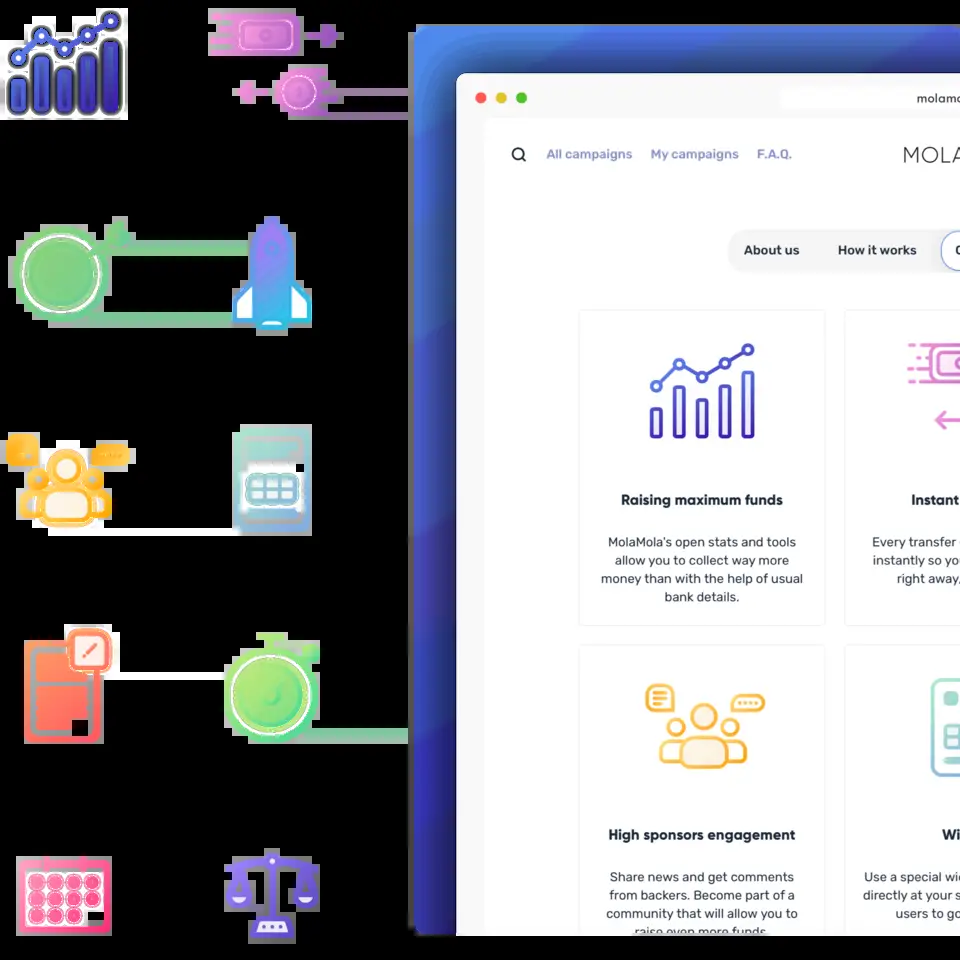 molamo
All campaigns My campaigns F.A.Q.
MOLA
About us How it works
Raising maximum funds
Instant
MolaMola's open stats and tools
allow you to collect way more
money than with the help of usual
bank details.
Every transfer
instantly so yo
right away,
High sponsors engagement
Wi
Share news and get comments
from backers. Become part of a
community that will allow you to
raise even more funds
Use a special wi
directly at your s
users to go